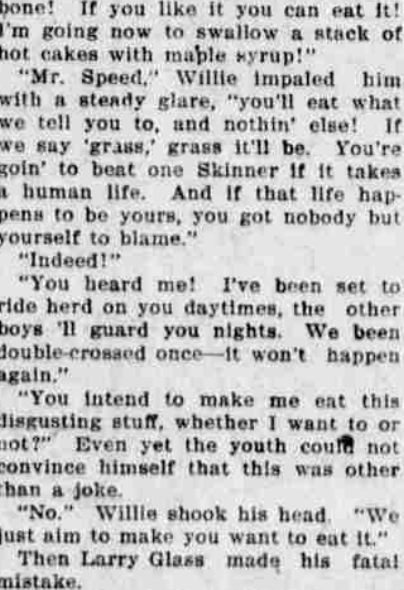 bone! If you like it you can eat it!
I'm going now to swallow a stack of
hot cakes with maple syrup!"
"Mr. Speed," Willie impaled him
with a steady glare, "you'll eat what
we tell you to, and nothin' else! If
we say 'grass,' grass it'll be. You're
goin' to beat one Skinner if it takes
a human life. And if that life hap-
pens to be yours, you got nobody but
yourself to blame."
"Indeed!"
"You heard me! I've been set to
ride herd on you daytimes, the other
boys 'll guard you nights. We been
double-crossed once—it won't happen
again."
"You intend to make me eat this
disgusting stuff, whether I want to or
not?" Even yet the youth could not
convince himself that this was other
than a joke.
"No." Willie shook his head. "We
just aim to make you want to eat it."
Then Larry Glass made his fatal
mistake.